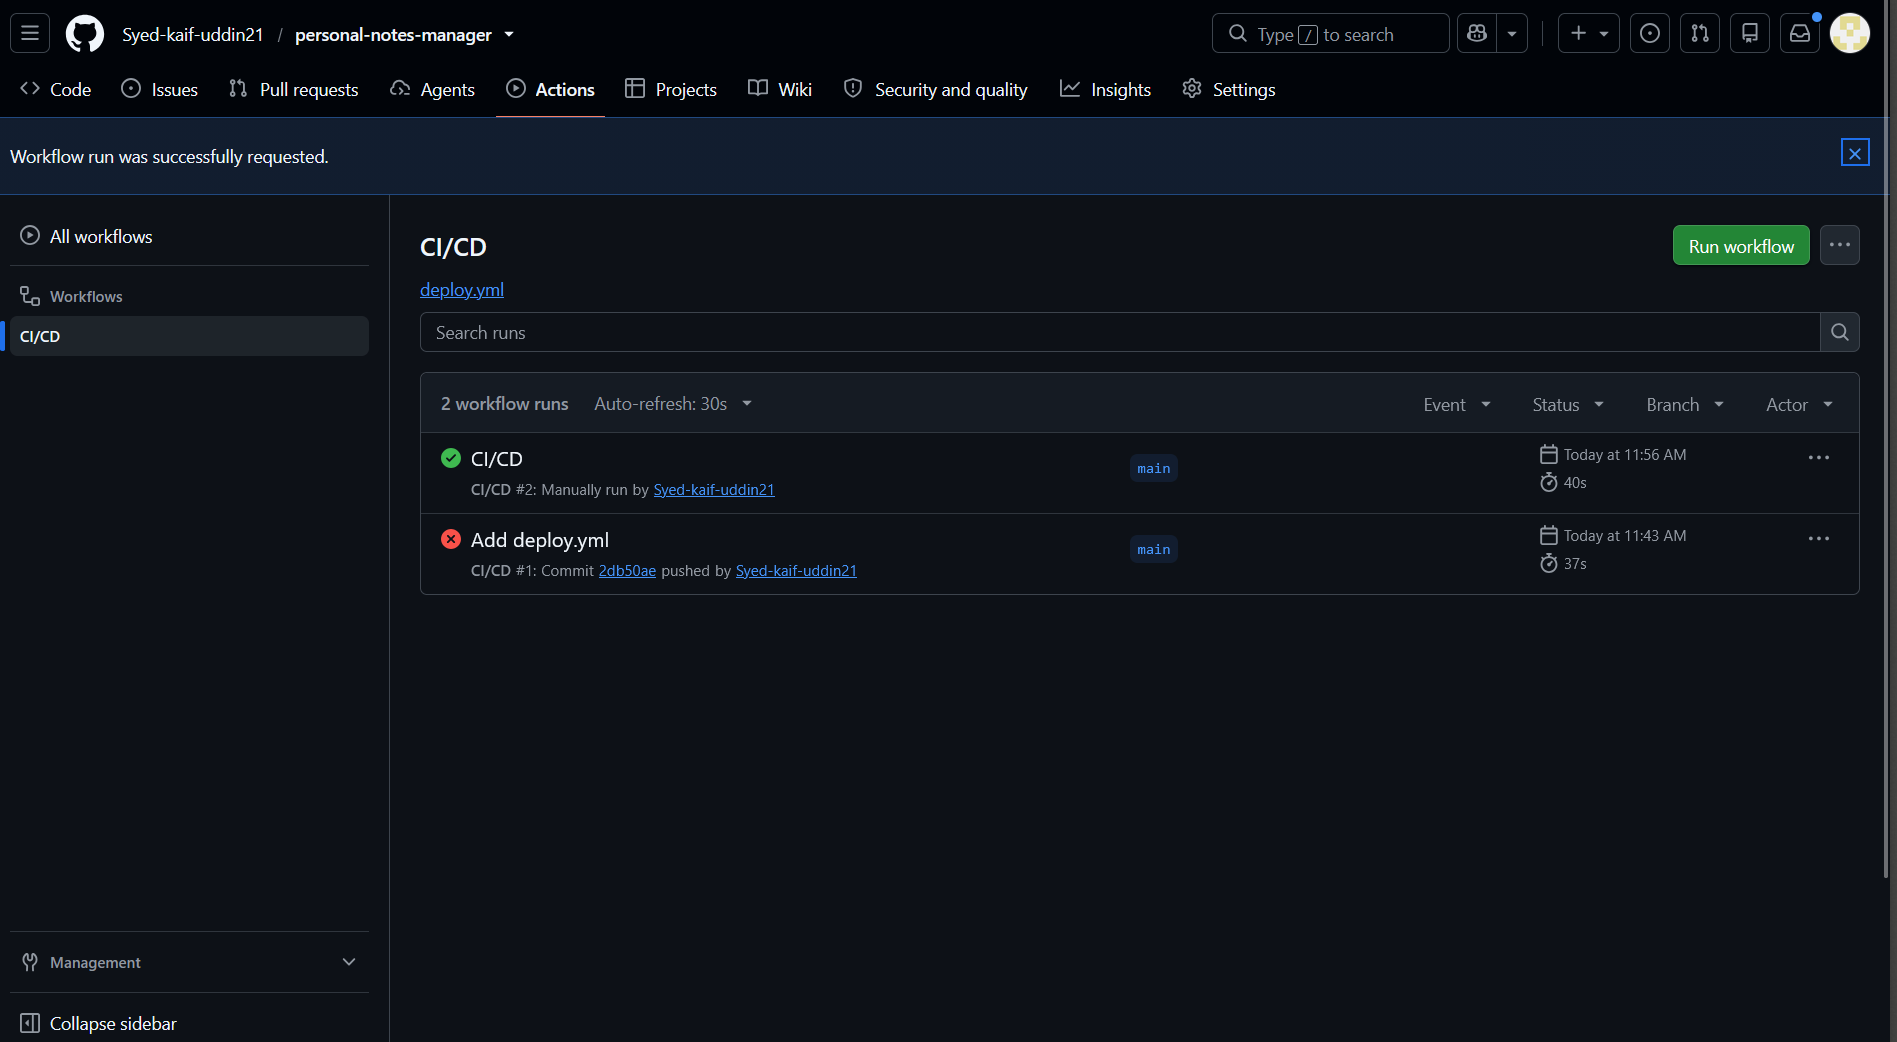 Syed-kaif-uddin21 / personal-notes-manager
Type / to search
Code
Issues
Pull requests
Agents
Actions
Projects
Wiki
Security and quality
Insights
Settings
Workflow run was successfully requested.
All workflows
Workflows
CI/CD
Management
Collapse sidebar
CI/CD
Run workflow
deploy.yml
Search runs
2 workflow runs
Auto-refresh: 30s
Event
Status
Branch
Actor
CI/CD
CI/CD #2: Manually run by Syed-kaif-uddin21
main
Today at 11:56 AM
40s
Add deploy.yml
CI/CD #1: Commit 2db50ae pushed by Syed-kaif-uddin21
main
Today at 11:43 AM
37s